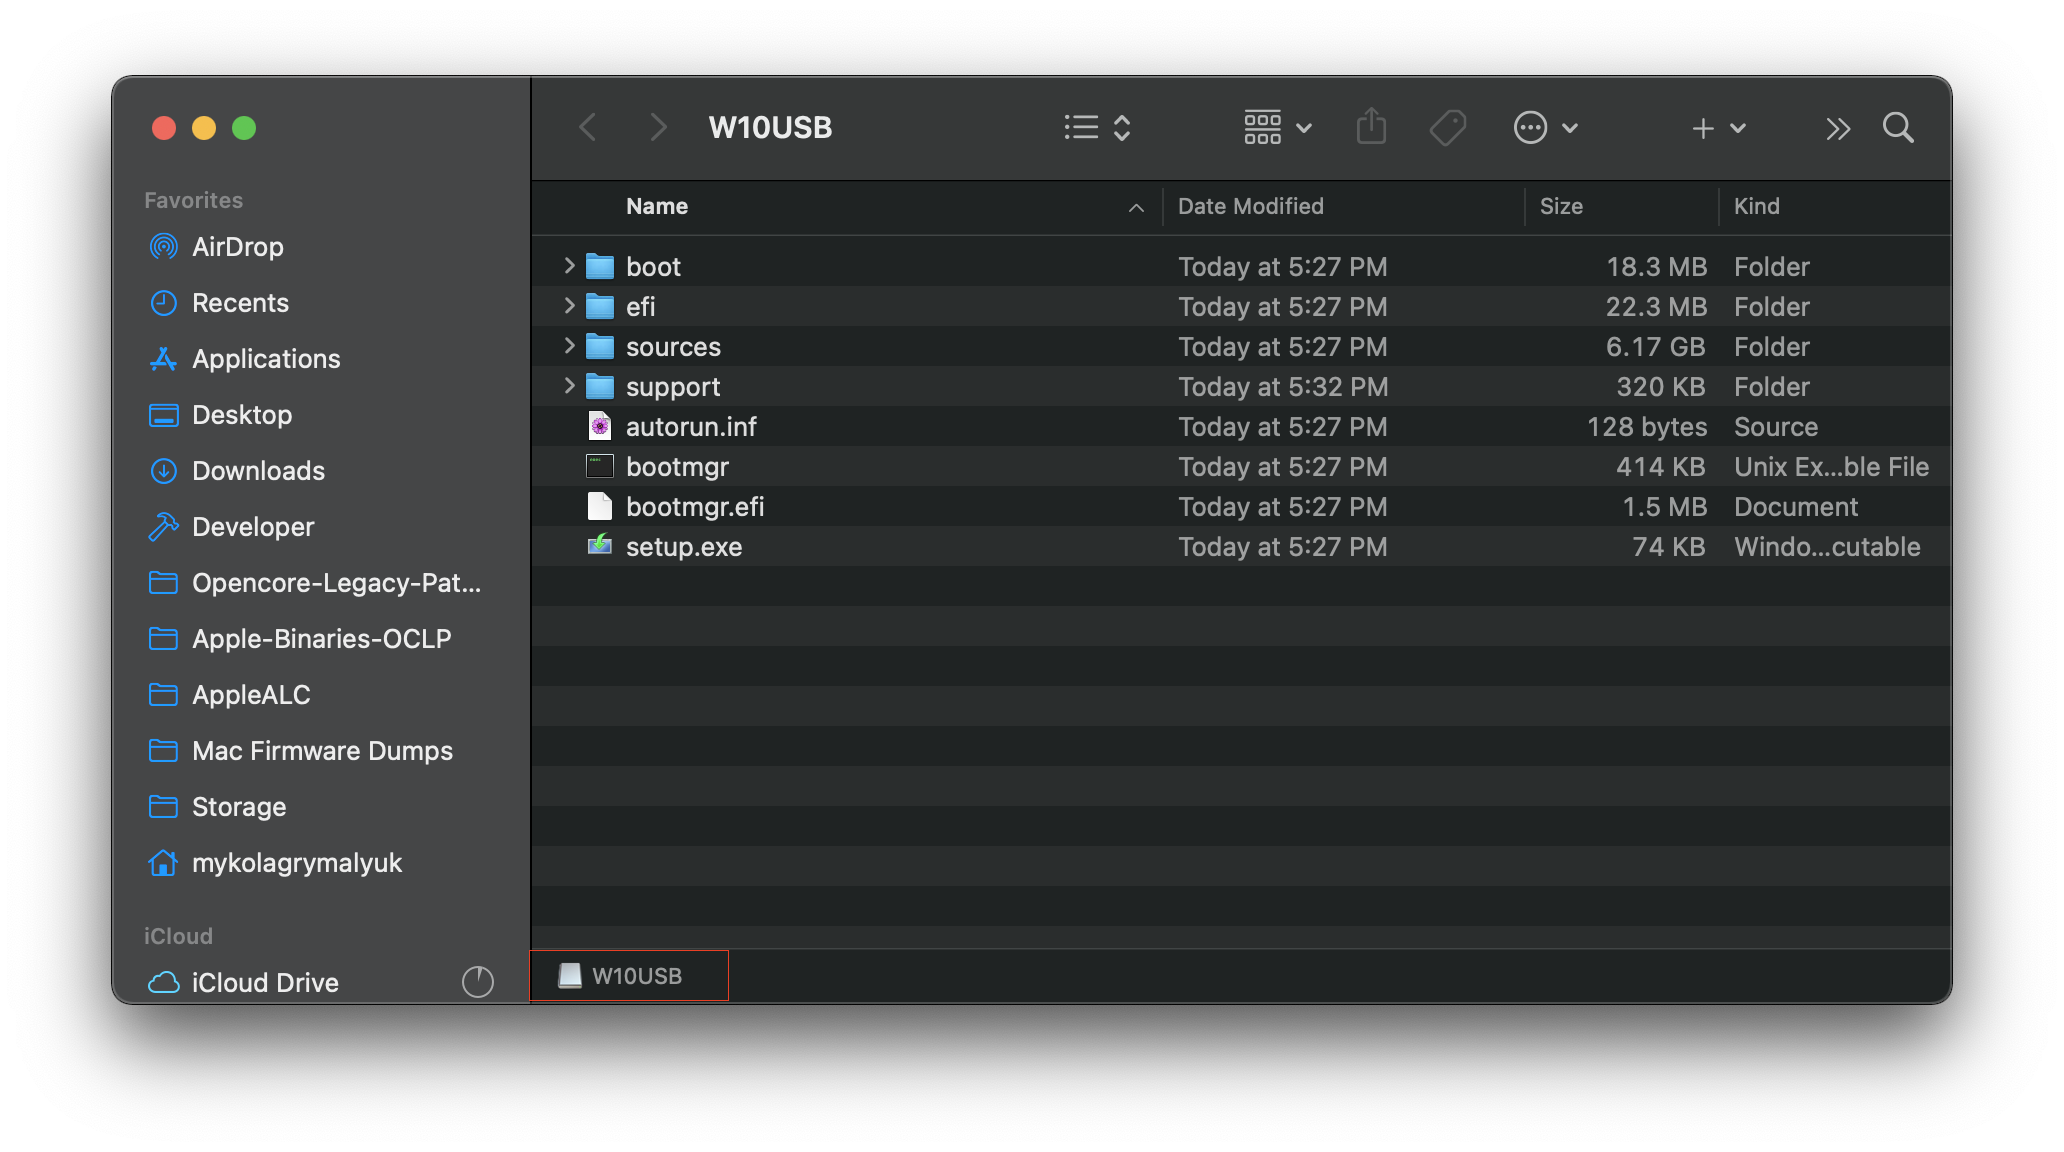 W10USB
Favorites
AirDrop
Recents
Applications
Desktop
Downloads
Developer
Opencore-Legacy-Pat...
Apple-Binaries-OCLP
AppleALC
Mac Firmware Dumps
Storage
mykolagrymalyuk
iCloud
iCloud Drive
Name Date Modified Size Kind
boot Today at 5:27 PM 18.3 MB Folder
efi Today at 5:27 PM 22.3 MB Folder
sources Today at 5:27 PM 6.17 GB Folder
support Today at 5:32 PM 320 KB Folder
autorun.inf Today at 5:27 PM 128 bytes Source
bootmgr Today at 5:27 PM 414 KB Unix Ex...ble File
bootmgr.efi Today at 5:27 PM 1.5 MB Document
setup.exe Today at 5:27 PM 74 KB Windo...cutable
W10USB